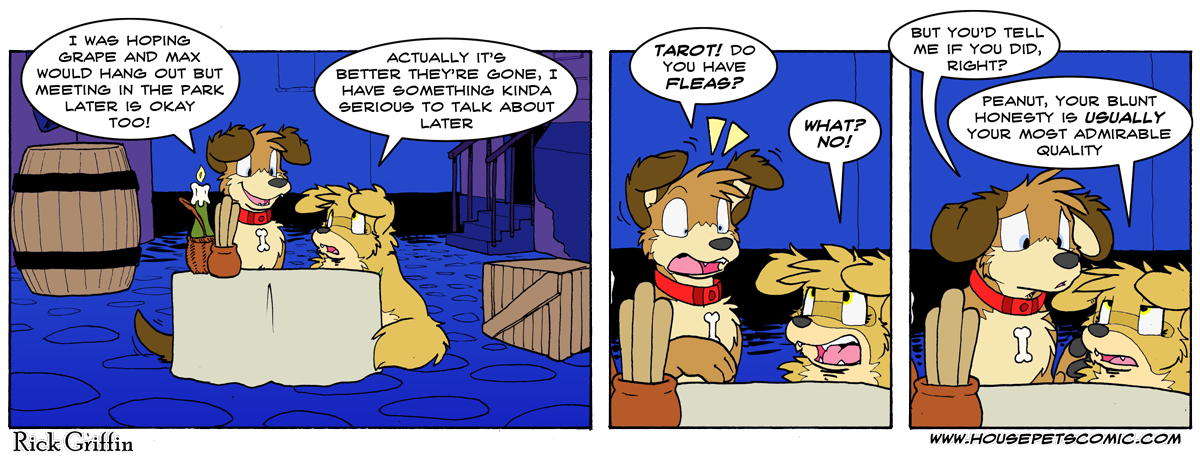 I WAS HOPING
GRAPE AND MAX
WOULD HANG OUT BUT
MEETING IN THE PARK
LATER IS OKAY
TOO!
ACTUALLY IT'S
BETTER THEY'RE GONE, I
HAVE SOMETHING KINDA
SERIOUS TO TALK ABOUT
LATER
TAROT! DO
YOU HAVE
FLEAS?
WHAT?
NO!
BUT YOU'D TELL
ME IF YOU DID,
RIGHT?
PEANUT, YOUR BLUNT
HONESTY IS USUALLY
YOUR MOST ADMIRABLE
QUALITY
Rick Griffin
WWW.HOUSEPETSCOMIC.COM